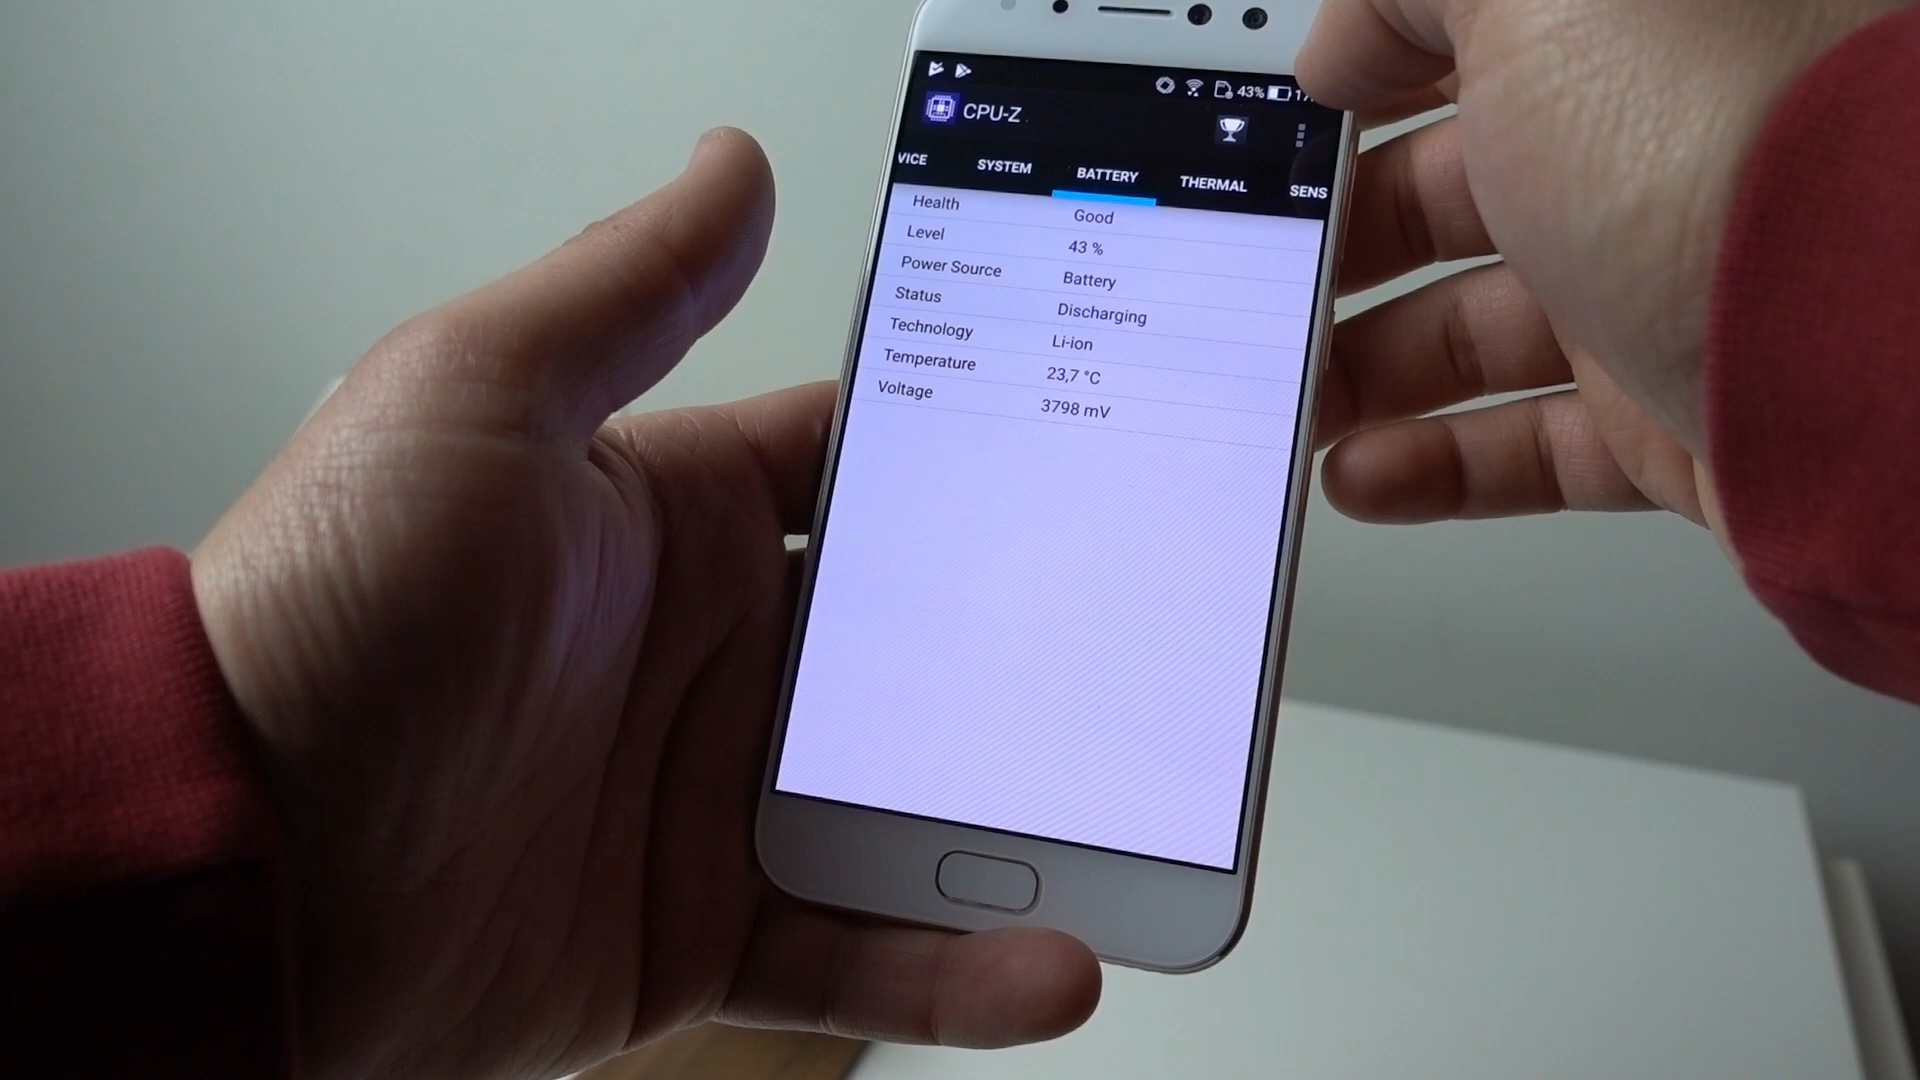 43% 17:
CPU-Z
VICE SYSTEM BATTERY THERMAL SENS
Health Good
Level 43 %
Power Source Battery
Status Discharging
Technology Li-ion
Temperature 23,7 °C
Voltage 3798 mV